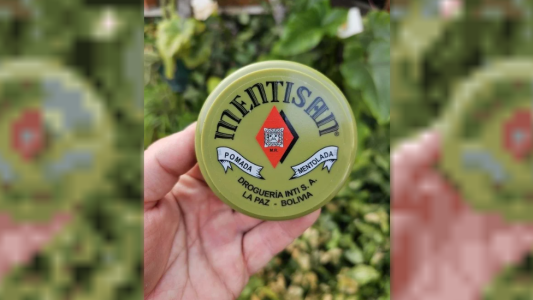 MENTISAN®
POMADA
MENTOLADA
DROGUERÍA INTI S. A.
LA PAZ - BOLIVIA